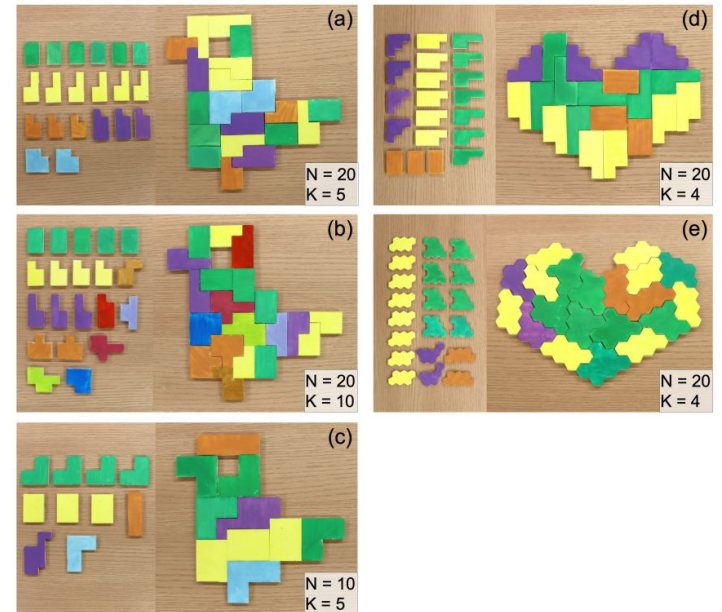 (a)
N = 20
K = 5
(b)
N = 20
K = 10
(c)
N = 10
K = 5
(d)
N = 20
K = 4
(e)
N = 20
K = 4